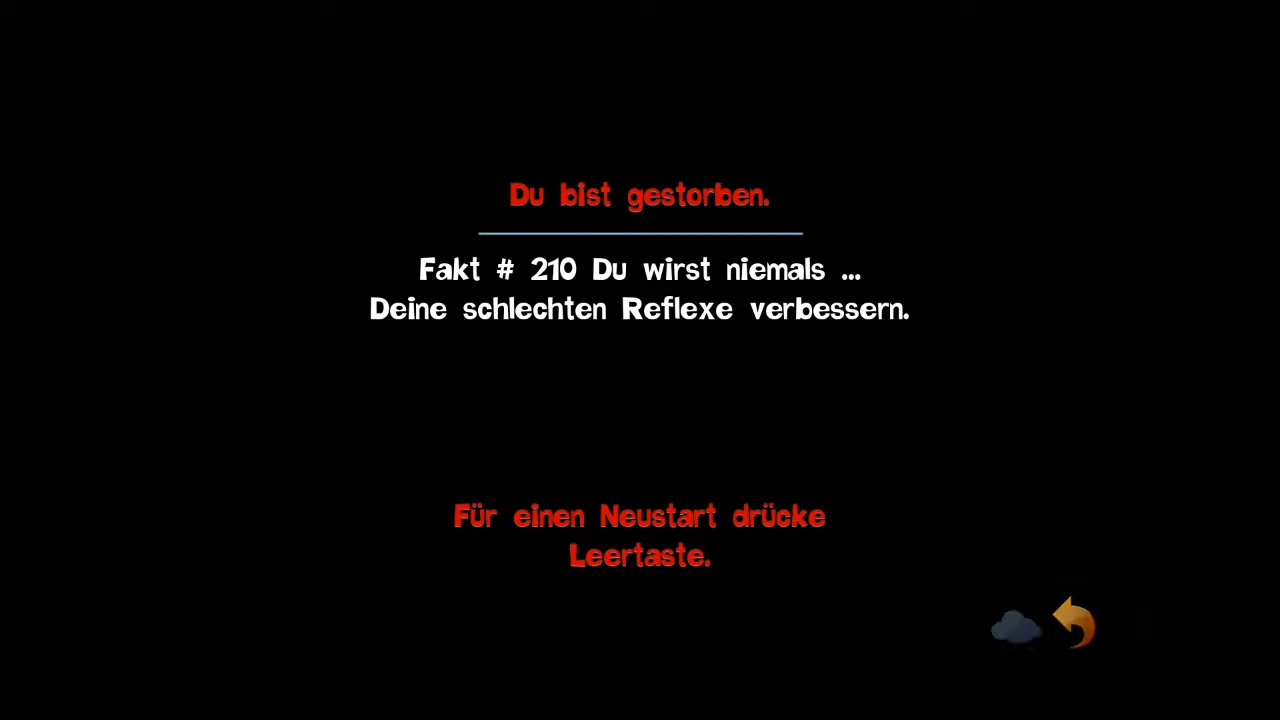 Du bist gestorben.
Fakt # 210 Du wirst niemals ...
Deine schlechten Reflexe verbessern.
Für einen Neustart drücke
Leertaste.